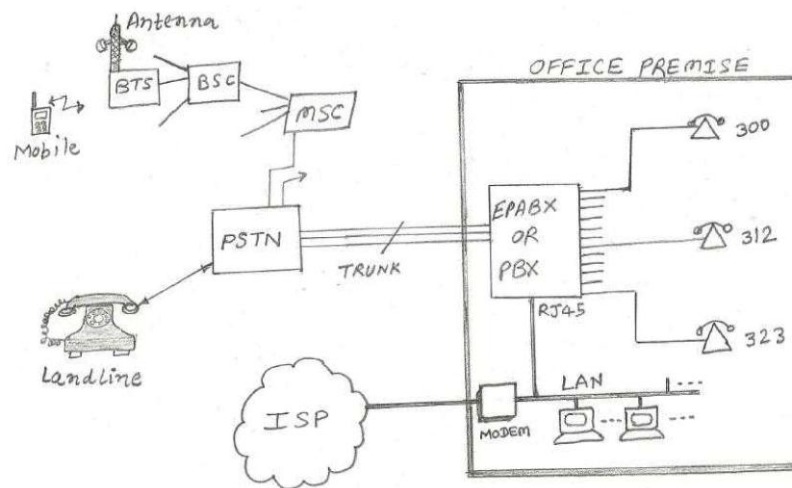 Antenna
OFFICE PREMISE
BTS
BSC
MSC
Mobile
300
EPABX
OR
PBX
PSTN
312
TRUNK
RJ45
323
Landline
LAN
ISP
MODEM